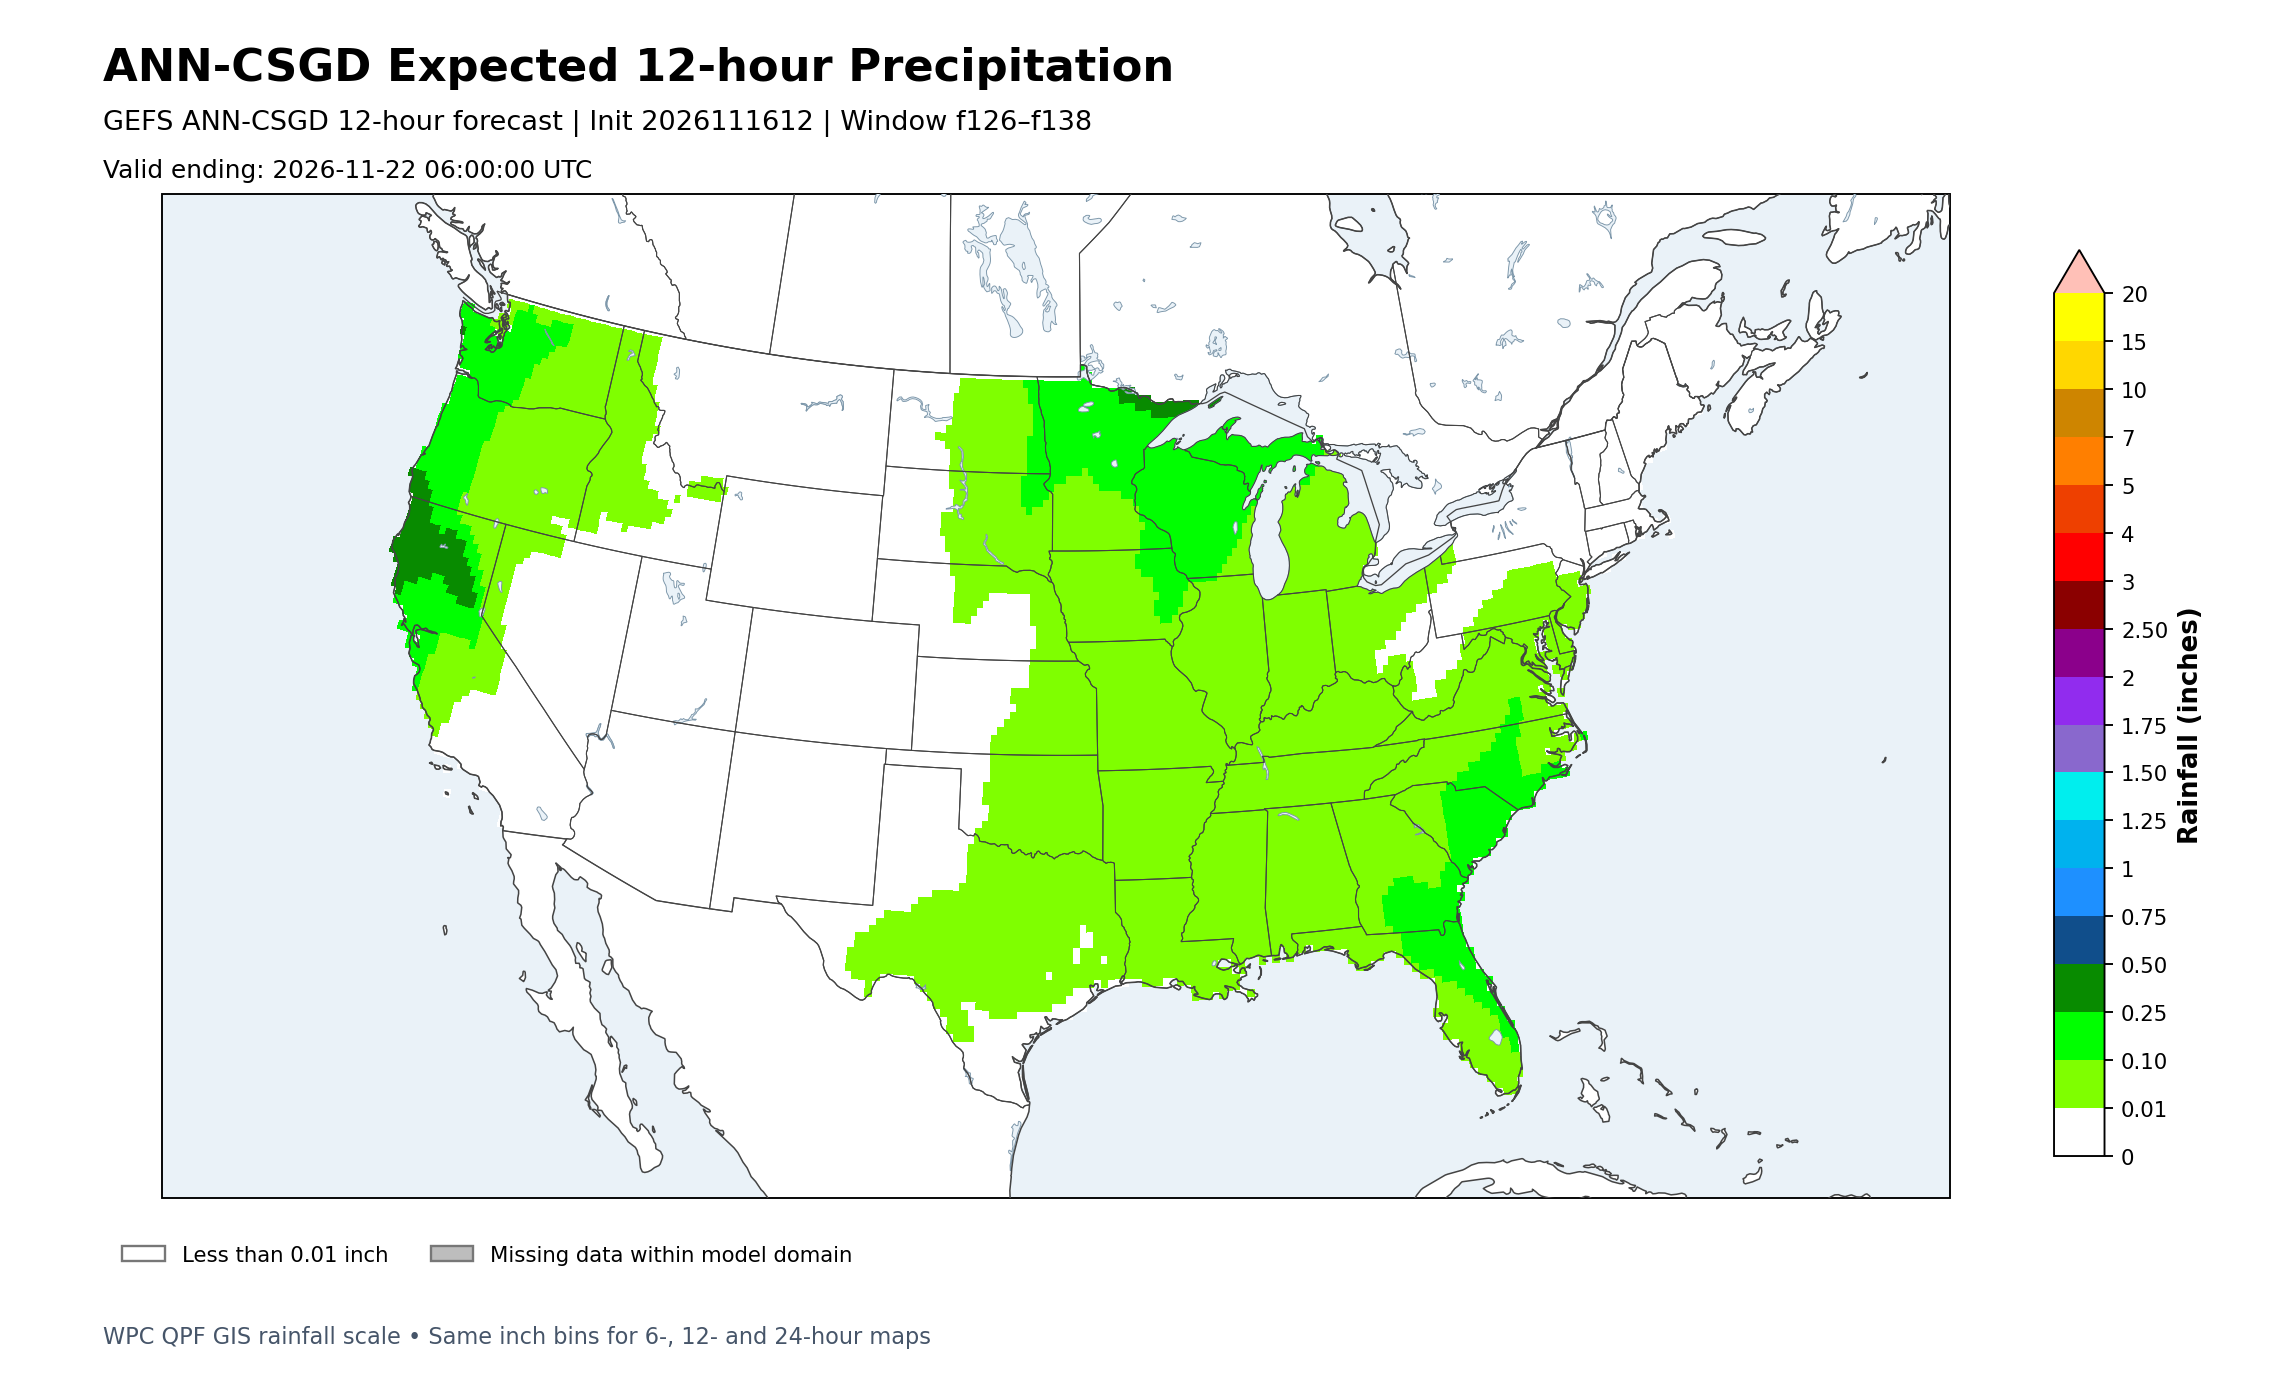 ANN-CSGD Expected 12-hour Precipitation
GEFS ANN-CSGD 12-hour forecast | Init 2026111612 | Window f126–f138
Valid ending: 2026-11-22 06:00:00 UTC
20
15
10
7
5
4
3
2.50
2
1.75
1.50
1.25
1
0.75
0.50
0.25
0.10
0.01
0
Rainfall (inches)
Less than 0.01 inch
Missing data within model domain
WPC QPF GIS rainfall scale • Same inch bins for 6-, 12- and 24-hour maps